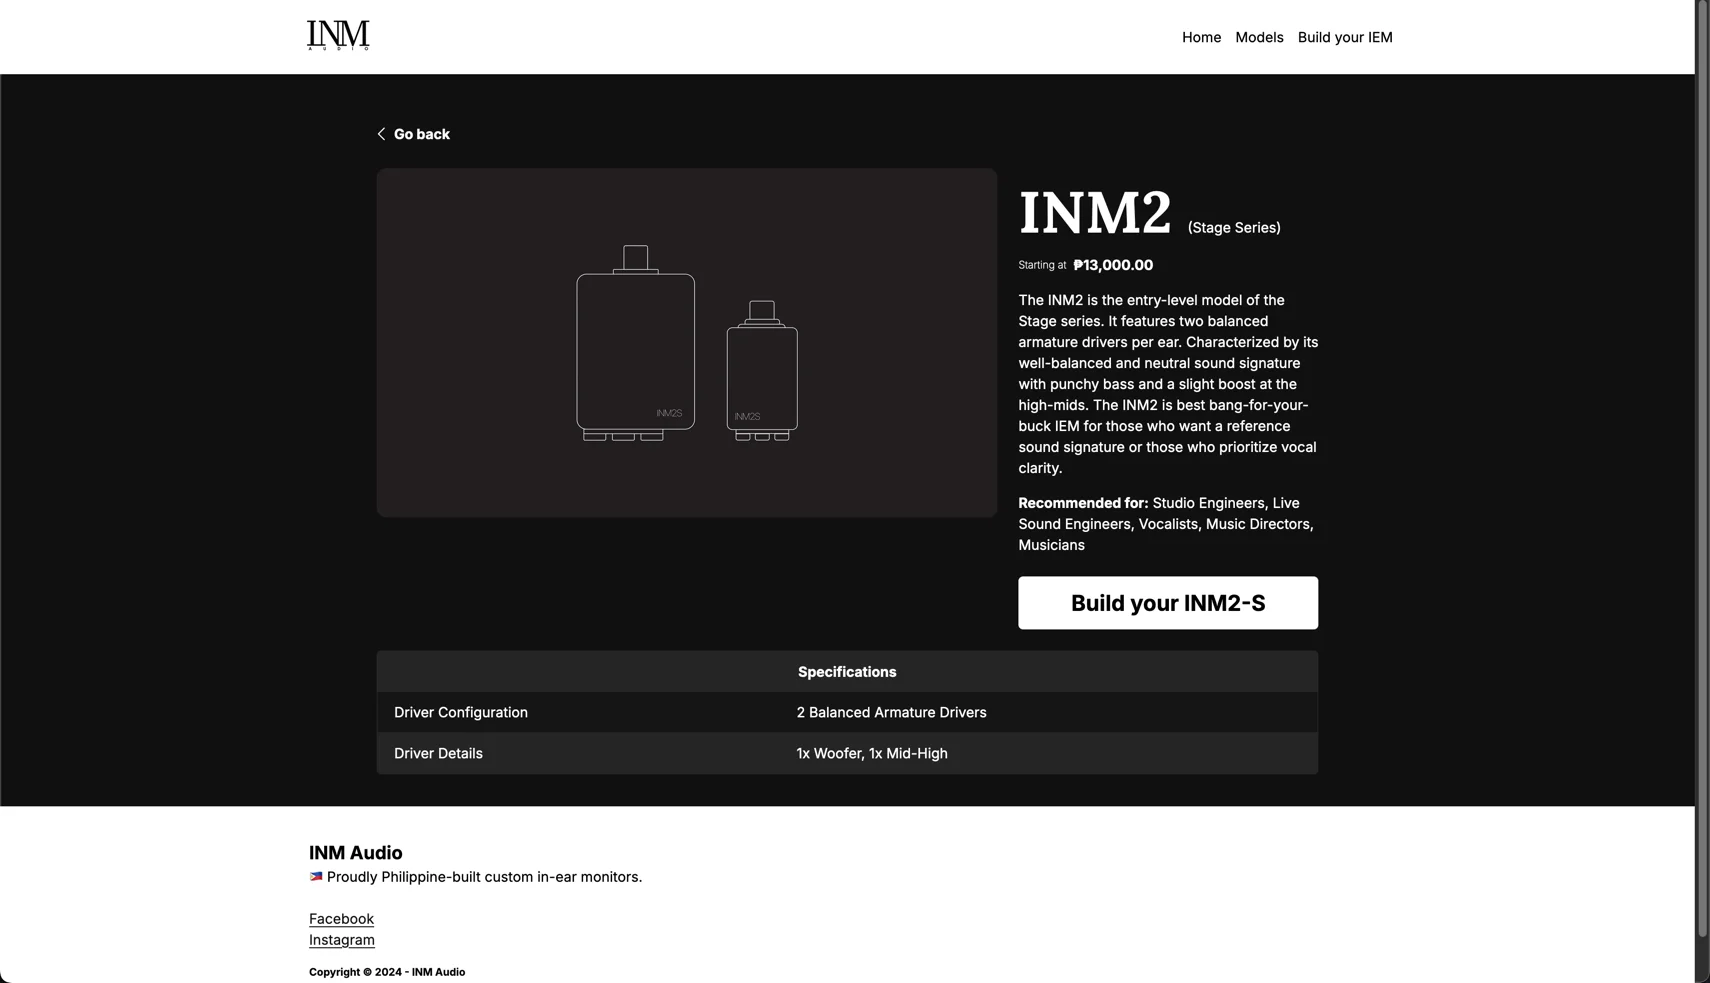 INM
AUDIO
Home Models Build your IEM
Go back
INM2 (Stage Series)
Starting at ₱13,000.00
The INM2 is the entry-level model of the
Stage series. It features two balanced
armature drivers per ear. Characterized by its
well-balanced and neutral sound signature
with punchy bass and a slight boost at the
high-mids. The INM2 is best bang-for-your-
buck IEM for those who want a reference
sound signature or those who prioritize vocal
clarity.
Recommended for: Studio Engineers, Live
Sound Engineers, Vocalists, Music Directors,
Musicians
Build your INM2-S
INM2S
INM2S
Specifications
Driver Configuration 2 Balanced Armature Drivers
Driver Details 1x Woofer, 1x Mid-High
INM Audio
🇵🇭 Proudly Philippine-built custom in-ear monitors.
Facebook
Instagram
Copyright © 2024 - INM Audio